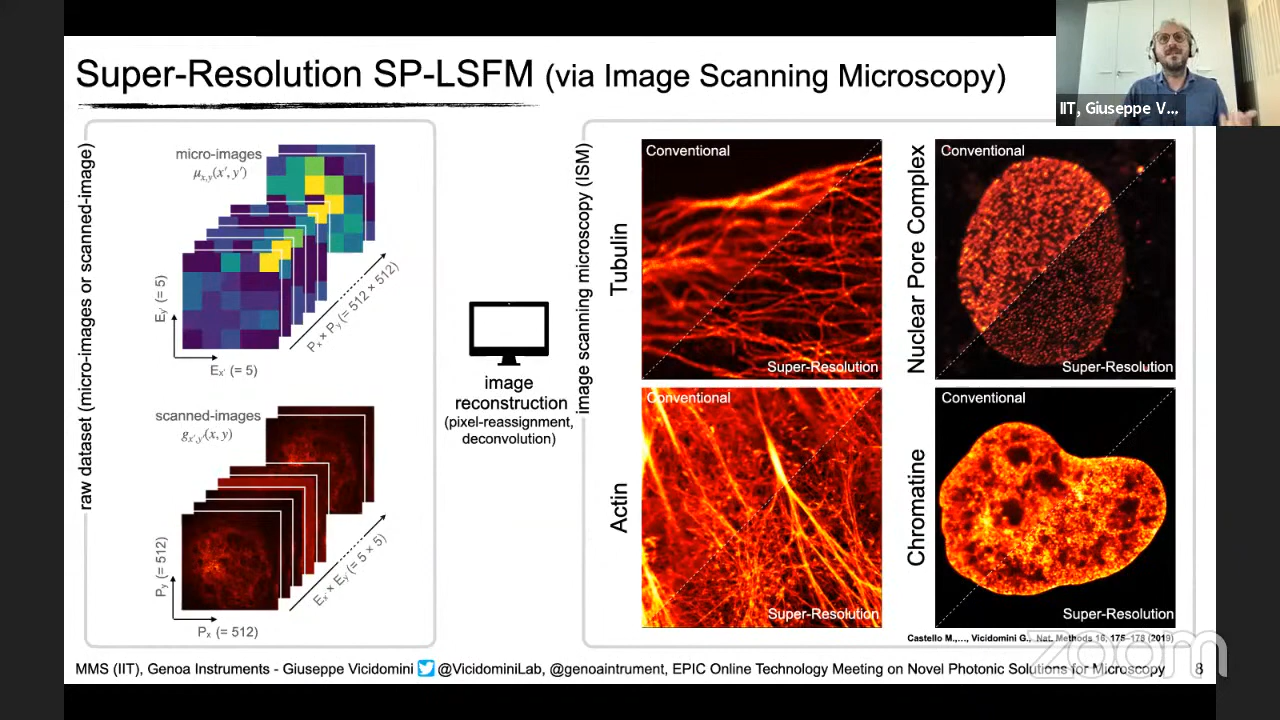 Super-Resolution SP-LSFM (via Image Scanning Microscopy)
IIT, Giuseppe V...
raw dataset (micro-images or scanned-image)
micro-images
μx,y(x′, y′)
Ey′ (= 5)
Ex′ (= 5)
Px × Py (= 512 × 512)
scanned-images
gx′,y′(x, y)
Py (= 512)
Px (= 512)
Ex′ × Ey′ (= 5 × 5)
image
reconstruction
(pixel-reassignment,
deconvolution)
image scanning microscopy (ISM)
Tubulin
Conventional
Super-Resolution
Nuclear Pore Complex
Conventional
Super-Resolution
Actin
Conventional
Super-Resolution
Chromatine
Conventional
Super-Resolution
Castello M.,..., Vicidomini G., Nat. Methods 16, 175–178 (2019)
MMS (IIT), Genoa Instruments - Giuseppe Vicidomini @VicidominiLab, @genoaintrument, EPIC Online Technology Meeting on Novel Photonic Solutions for Microscopy 8
zoom